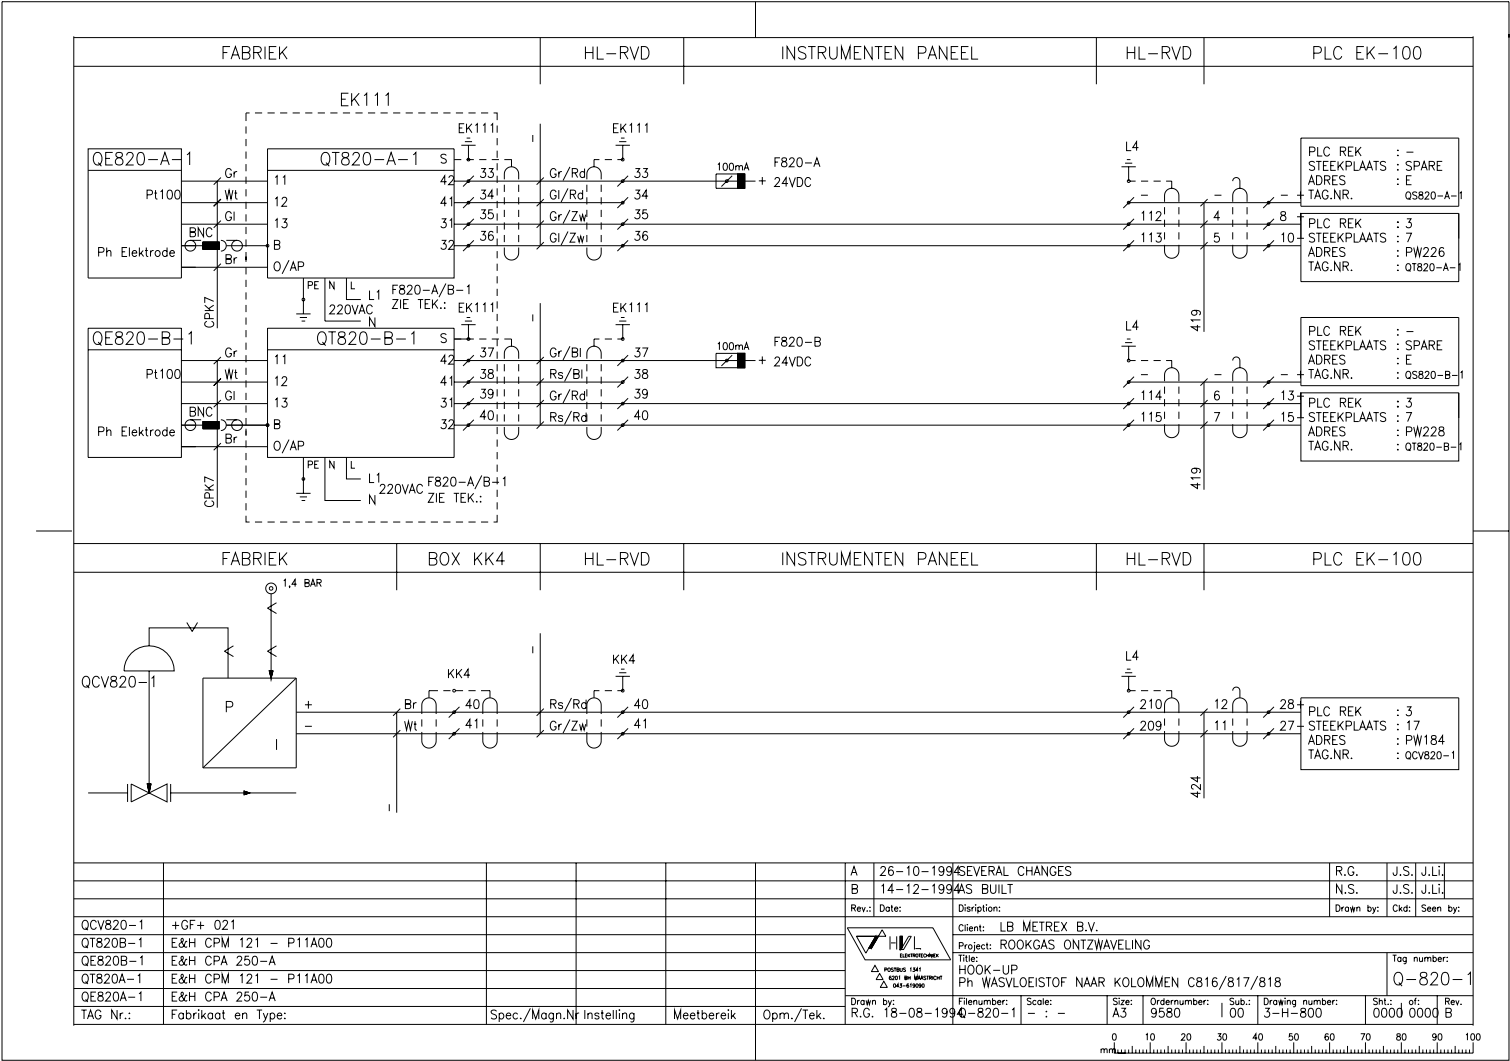 FABRIEK HL-RVD INSTRUMENTEN PANEEL HL-RVD PLC EK-100
EK111
QE820-A-1
Pt100
Ph Elektrode
Gr
Wt
Gl
BNC
Br
CPK7
QT820-A-1
S
11
12
13
B
O/AP
42
41
31
32
PE N L
L1
220VAC
N
F820-A/B-1
ZIE TEK.:
EK111
33
34
35
36
Gr/Rd
Gl/Rd
Gr/Zw
Gl/Zw
EK111
33
34
35
36
100mA
F820-A
+ 24VDC
L4
- - -
112 4 8
113 5 10
419
PLC REK : -
STEEKPLAATS : SPARE
ADRES : E
TAG.NR. : QS820-A-1
PLC REK : 3
STEEKPLAATS : 7
ADRES : PW226
TAG.NR. : QT820-A-1
QE820-B-1
Pt100
Ph Elektrode
Gr
Wt
Gl
BNC
Br
CPK7
QT820-B-1
S
11
12
13
B
O/AP
42
41
31
32
PE N L
L1
220VAC
N
F820-A/B-1
ZIE TEK.:
EK111
37
38
39
40
Gr/Bl
Rs/Bl
Gr/Rd
Rs/Rd
EK111
37
38
39
40
100mA
F820-B
+ 24VDC
L4
- - -
114 6 13
115 7 15
419
PLC REK : -
STEEKPLAATS : SPARE
ADRES : E
TAG.NR. : QS820-B-1
PLC REK : 3
STEEKPLAATS : 7
ADRES : PW228
TAG.NR. : QT820-B-1
FABRIEK BOX KK4 HL-RVD INSTRUMENTEN PANEEL HL-RVD PLC EK-100
1,4 BAR
QCV820-1
P
I
+
-
Br
Wt
KK4
40
41
Rs/Rd
Gr/Zw
KK4
40
41
L4
210 12 28
209 11 27
424
PLC REK : 3
STEEKPLAATS : 17
ADRES : PW184
TAG.NR. : QCV820-1
QCV820-1 +GF+ 021
QT820B-1 E&H CPM 121 - P11A00
QE820B-1 E&H CPA 250-A
QT820A-1 E&H CPM 121 - P11A00
QE820A-1 E&H CPA 250-A
TAG Nr.: Fabrikaat en Type: Spec./Magn.Nr Instelling Meetbereik Opm./Tek.
A 26-10-1994 SEVERAL CHANGES R.G. J.S. J.Li.
B 14-12-1994 AS BUILT N.S. J.S. J.Li.
Rev.: Date: Disription: Drawn by: Ckd: Seen by:
HVL
ELEKTROTECHNIEK
POSTBUS 1341
6201 BH MAASTRICHT
043-619090
Client: LB METREX B.V.
Project: ROOKGAS ONTZWAVELING
Title:
HOOK-UP
Ph WASVLOEISTOF NAAR KOLOMMEN C816/817/818
Tag number:
Q-820-1
Drawn by: Filenumber: Scale: Size: Ordernumber: Sub.: Drawing number: Sht.: of: Rev.
R.G. 18-08-1994 Q-820-1 - : - A3 9580 00 3-H-800 0000 0000 B
mm 0 10 20 30 40 50 60 70 80 90 100